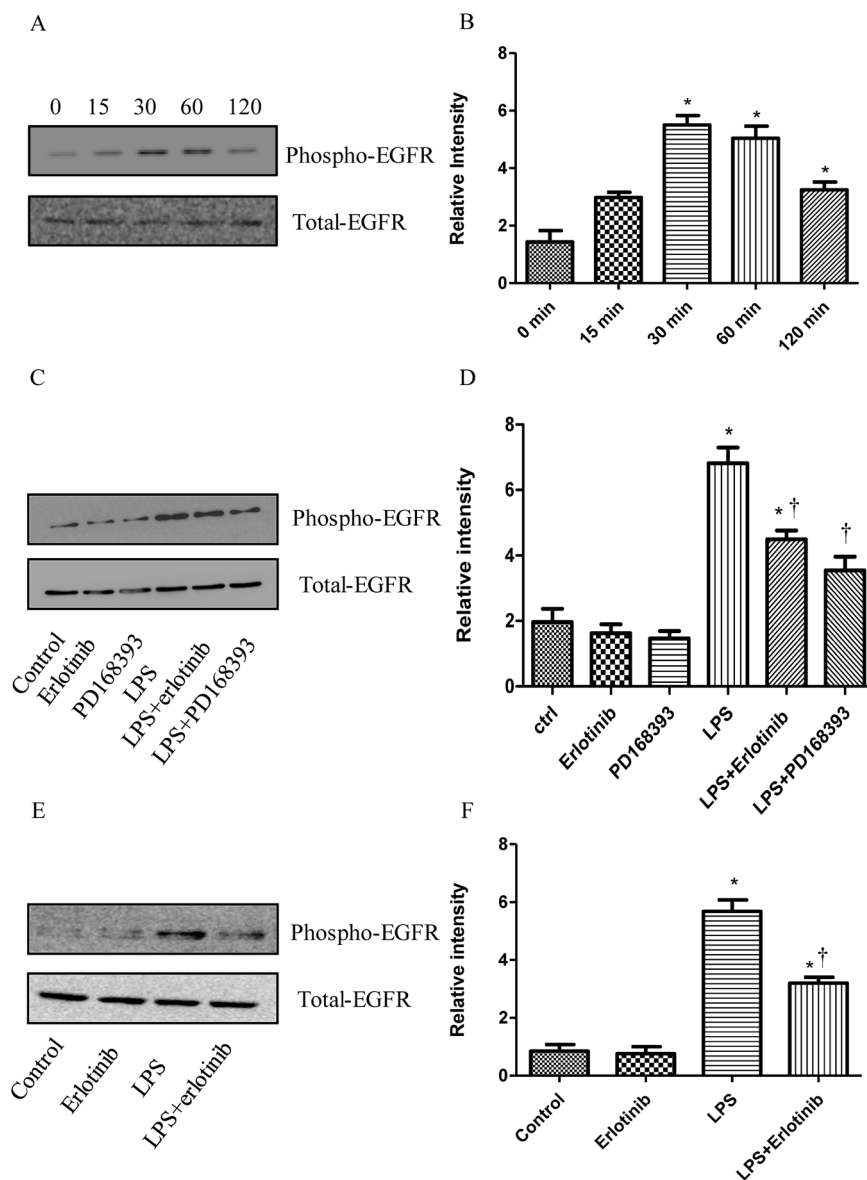 A
0 15 30 60 120
Phospho-EGFR
Total-EGFR
B
Relative Intensity
8
6
4
2
0
* * *
0 min 15 min 30 min 60 min 120 min
C
Phospho-EGFR
Total-EGFR
Control Erlotinib PD168393 LPS LPS+erlotinib LPS+PD168393
D
Relative intensity
8
6
4
2
0
* *† †
ctrl Erlotinib PD168393 LPS LPS+Erlotinib LPS+PD168393
E
Phospho-EGFR
Total-EGFR
Control Erlotinib LPS LPS+erlotinib
F
Relative intensity
8
6
4
2
0
* *†
Control Erlotinib LPS LPS+Erlotinib